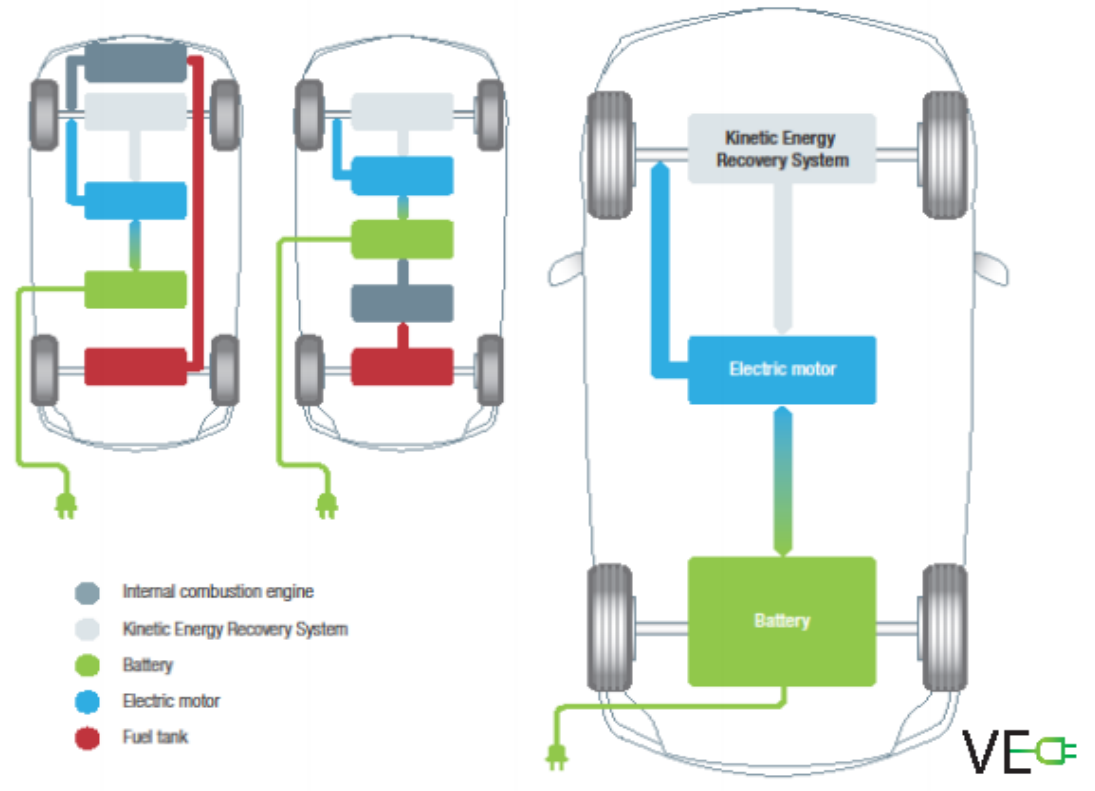 Kinetic Energy
Recovery System
Electric motor
Battery
Internal combustion engine
Kinetic Energy Recovery System
Battery
Electric motor
Fuel tank
VE